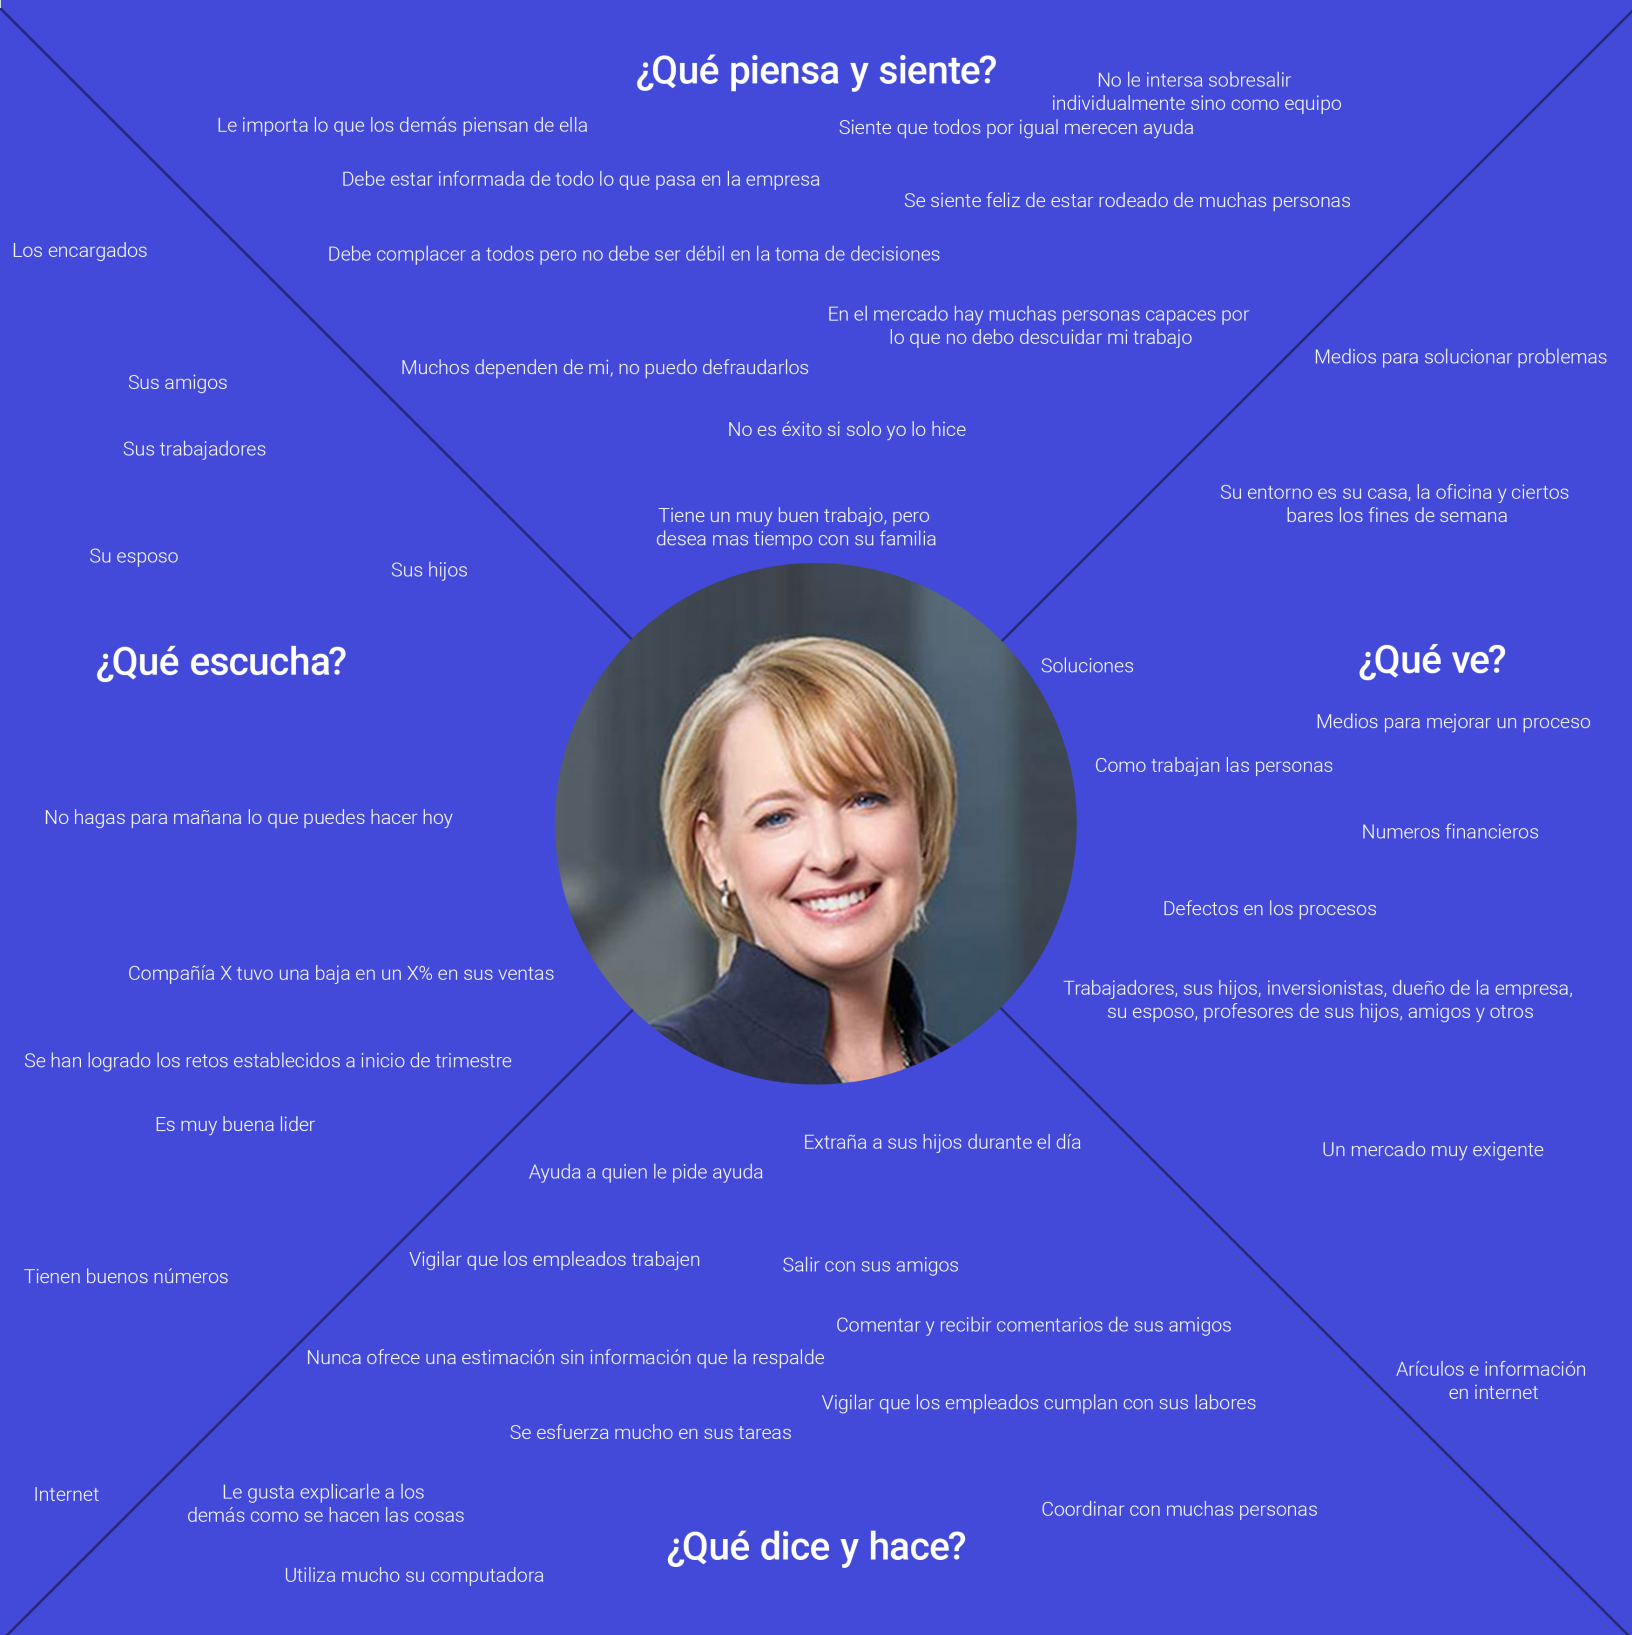 ¿Qué piensa y siente?
No le intersa sobresalir
individualmente sino como equipo
Le importa lo que los demás piensan de ella
Siente que todos por igual merecen ayuda
Debe estar informada de todo lo que pasa en la empresa
Se siente feliz de estar rodeado de muchas personas
Debe complacer a todos pero no debe ser débil en la toma de decisiones
En el mercado hay muchas personas capaces por
lo que no debo descuidar mi trabajo
Muchos dependen de mi, no puedo defraudarlos
No es éxito si solo yo lo hice
Tiene un muy buen trabajo, pero
desea mas tiempo con su familia
Los encargados
Sus amigos
Sus trabajadores
Su esposo
Sus hijos
¿Qué escucha?
No hagas para mañana lo que puedes hacer hoy
Compañía X tuvo una baja en un X% en sus ventas
Se han logrado los retos establecidos a inicio de trimestre
Es muy buena lider
Tienen buenos números
Internet
Medios para solucionar problemas
Su entorno es su casa, la oficina y ciertos
bares los fines de semana
Soluciones
¿Qué ve?
Medios para mejorar un proceso
Como trabajan las personas
Numeros financieros
Defectos en los procesos
Trabajadores, sus hijos, inversionistas, dueño de la empresa,
su esposo, profesores de sus hijos, amigos y otros
Un mercado muy exigente
Arículos e información
en internet
Extraña a sus hijos durante el día
Ayuda a quien le pide ayuda
Vigilar que los empleados trabajen
Salir con sus amigos
Comentar y recibir comentarios de sus amigos
Nunca ofrece una estimación sin información que la respalde
Vigilar que los empleados cumplan con sus labores
Se esfuerza mucho en sus tareas
Le gusta explicarle a los
demás como se hacen las cosas
Coordinar con muchas personas
¿Qué dice y hace?
Utiliza mucho su computadora